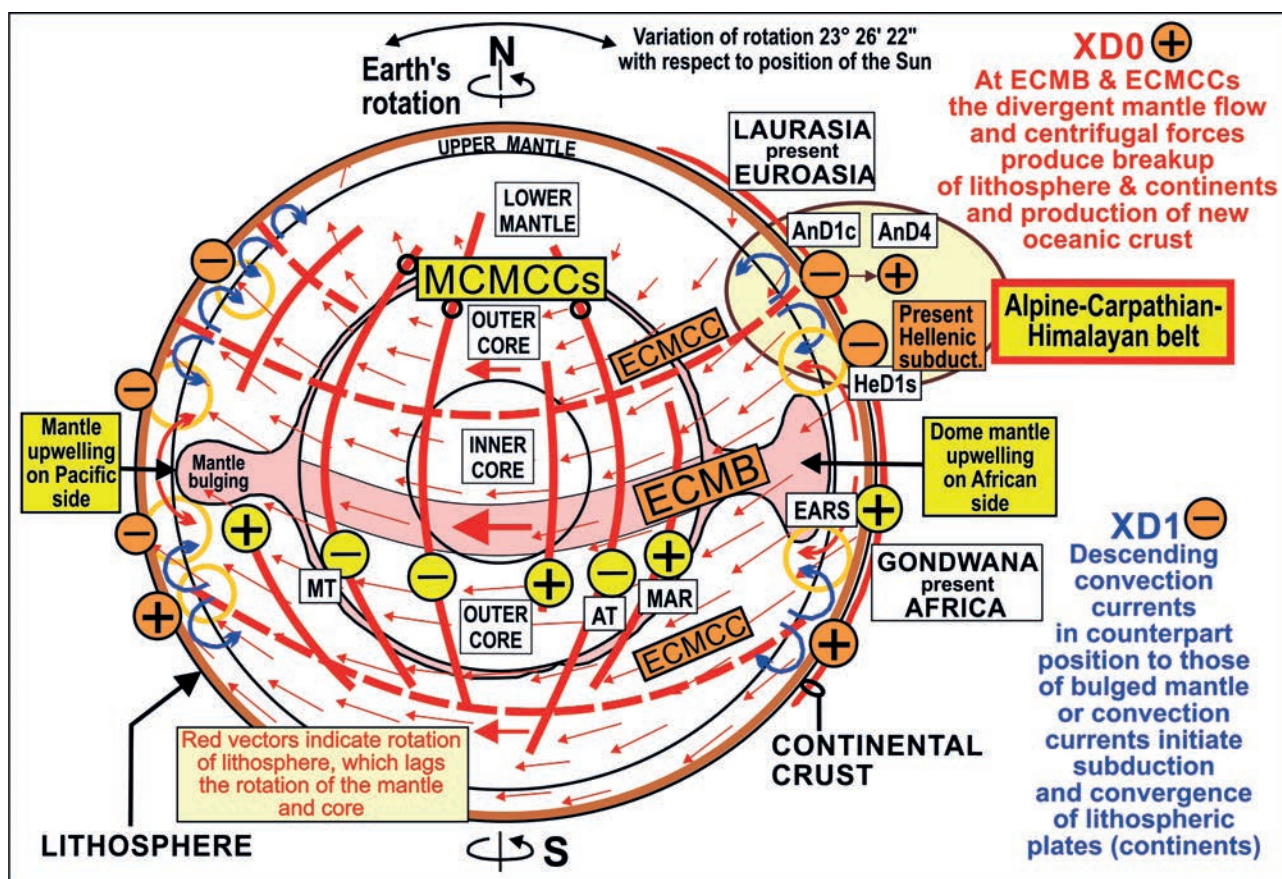 Variation of rotation 23° 26' 22"
with respect to position of the Sun
N
Earth's
rotation
XD0 +
At ECMB & ECMCCs
the divergent mantle flow
and centrifugal forces
produce breakup
of lithosphere & continents
and production of new
oceanic crust
UPPER MANTLE
LAURASIA
present
EUROASIA
LOWER
MANTLE
AnD1c
AnD4
−
−
+
MCMCCs
OUTER
CORE
ECMCC
Present
Hellenic
subduct.
−
HeD1s
Alpine-Carpathian-
Himalayan belt
−
Mantle
upwelling
on Pacific
side
Mantle
bulging
INNER
CORE
ECMB
Dome mantle
upwelling
on African
side
EARS
+
−
+
−
−
+
−
+
MT
AT
MAR
OUTER
CORE
ECMCC
GONDWANA
present
AFRICA
+
+
XD1 −
Descending
convection
currents
in counterpart
position to those
of bulged mantle
or convection
currents initiate
subduction
and convergence
of lithospheric
plates (continents)
Red vectors indicate rotation
of lithosphere, which lags
the rotation of the mantle
and core
CONTINENTAL
CRUST
LITHOSPHERE
S